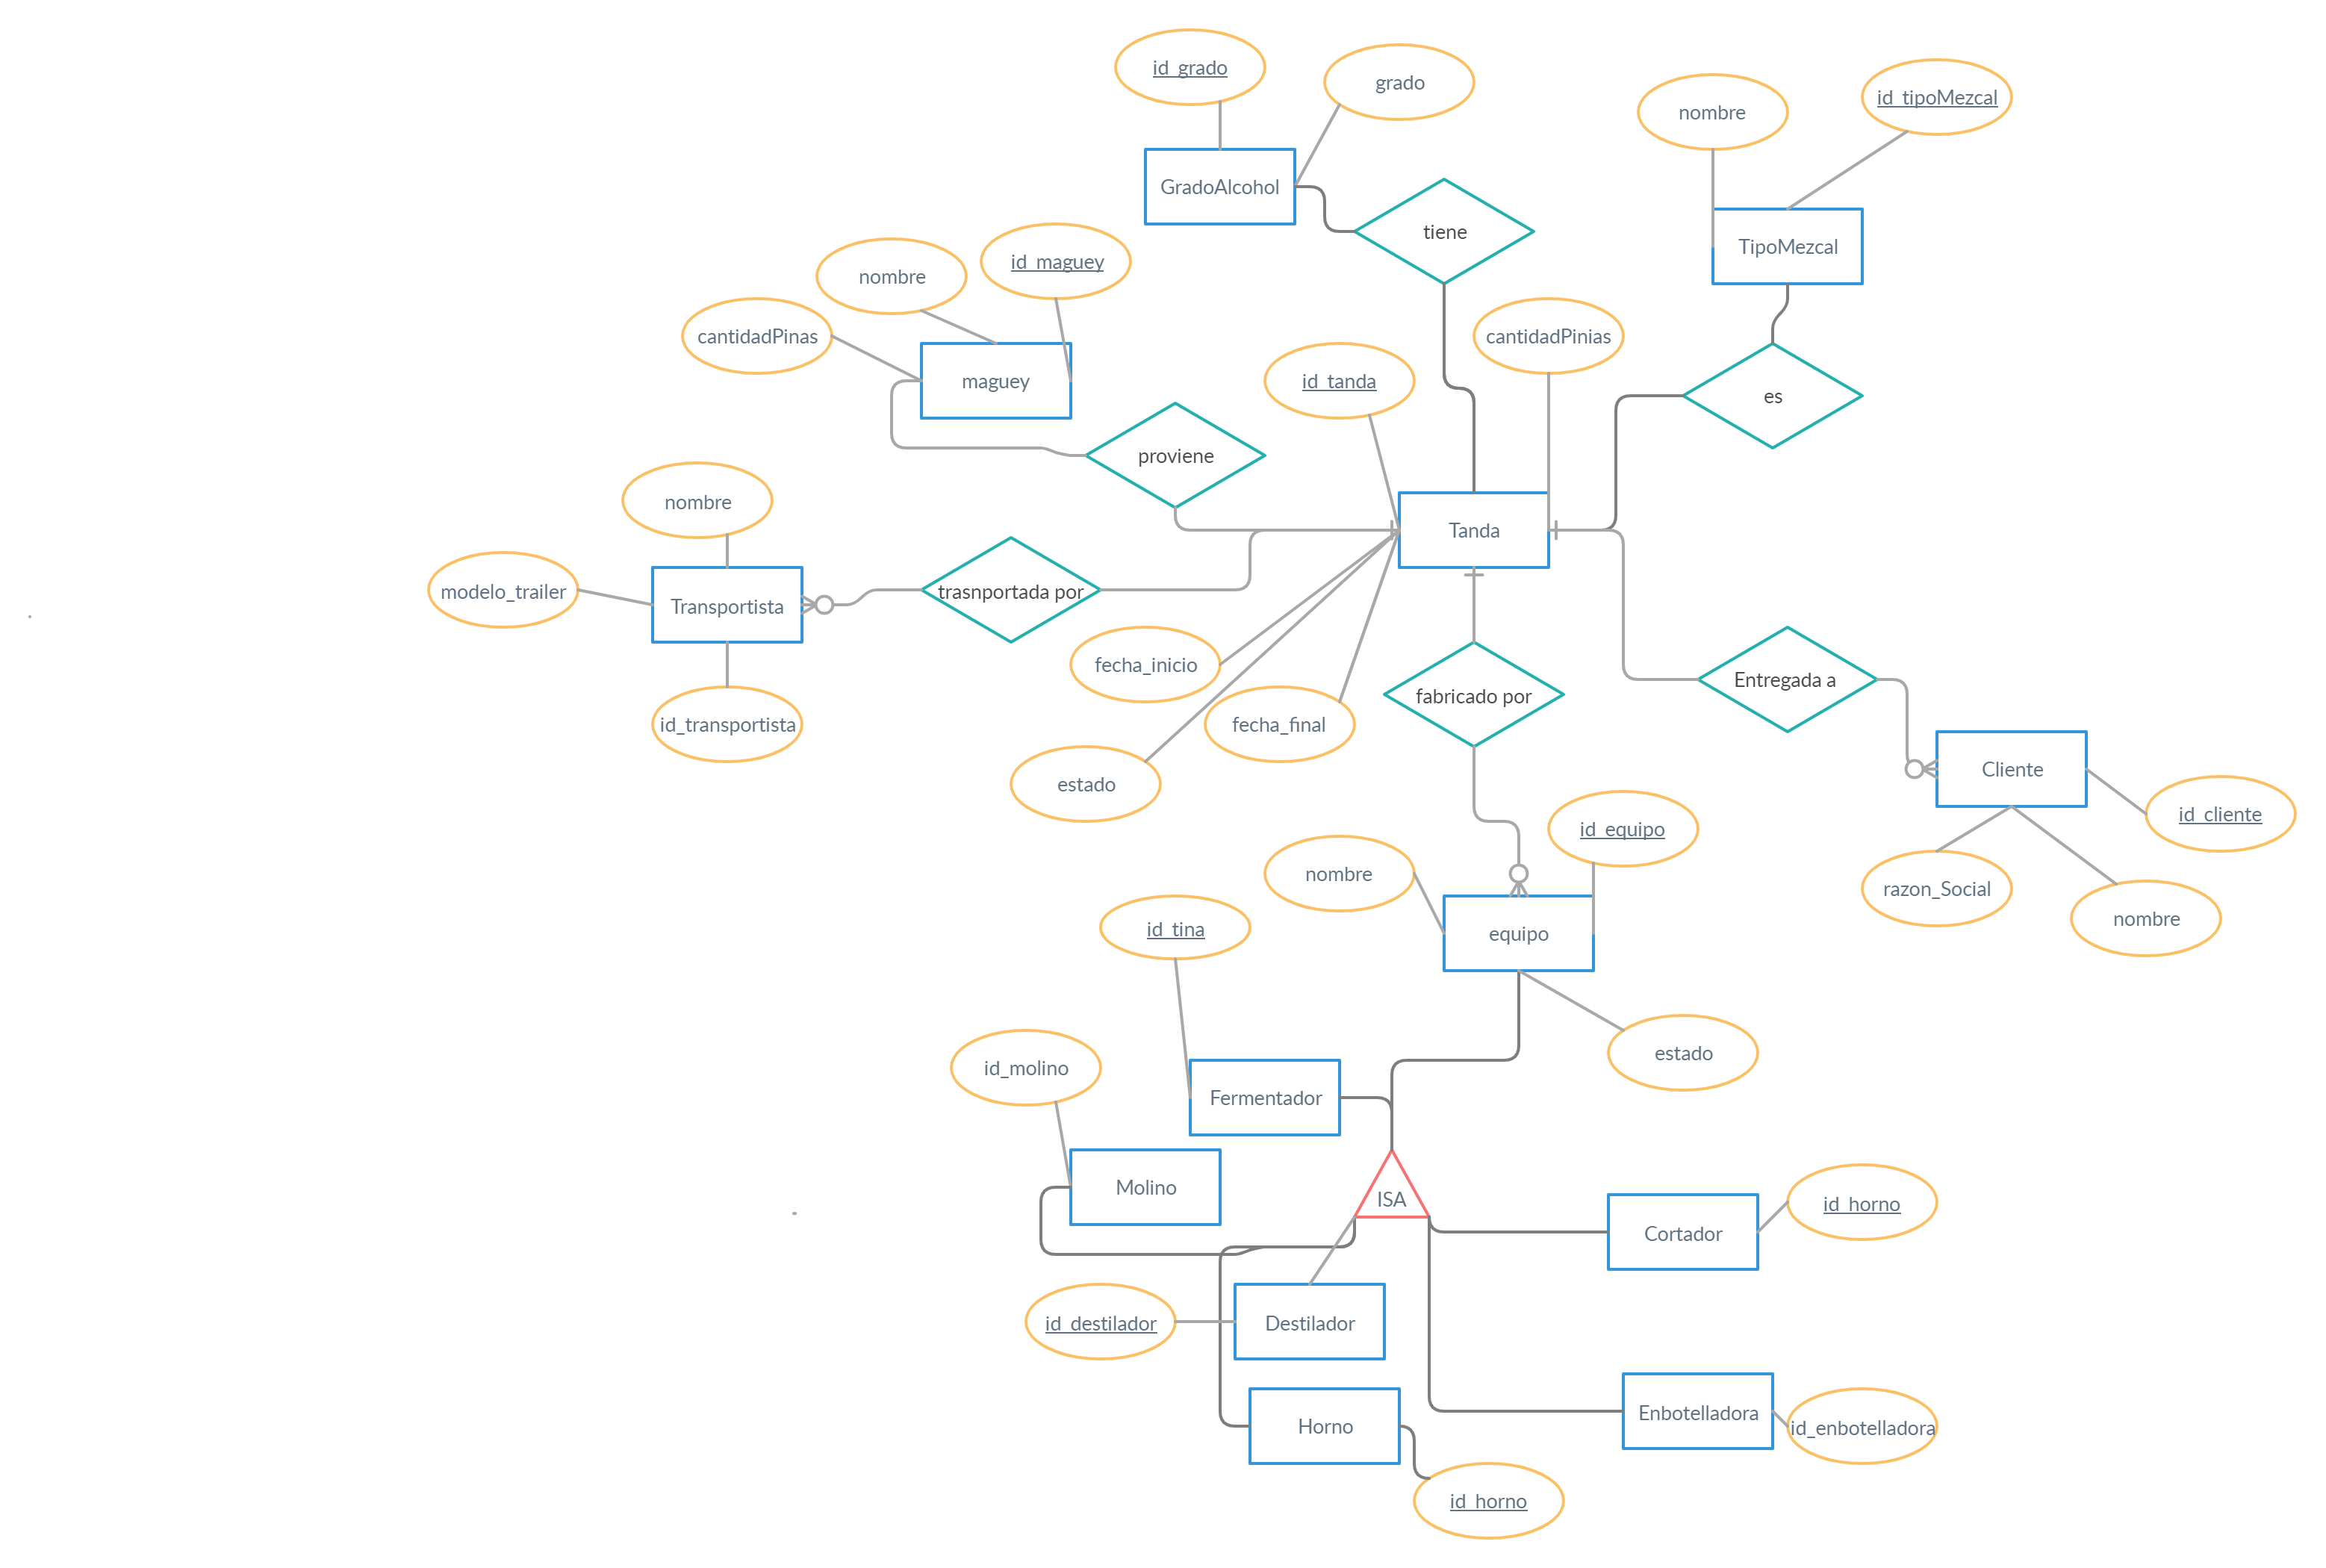 id_grado
grado
id_tipoMezcal
nombre
GradoAlcohol
tiene
TipoMezcal
id_maguey
nombre
cantidadPinas
cantidadPinias
maguey
id_tanda
es
proviene
nombre
Tanda
modelo_trailer
Transportista
trasnportada por
fecha_inicio
Entregada a
fabricado por
id_transportista
fecha_final
estado
Cliente
id_cliente
id_equipo
nombre
razon_Social
nombre
id_tina
equipo
estado
id_molino
Fermentador
Molino
ISA
id_horno
Cortador
id_destilador
Destilador
Enbotelladora
Horno
id_enbotelladora
id_horno